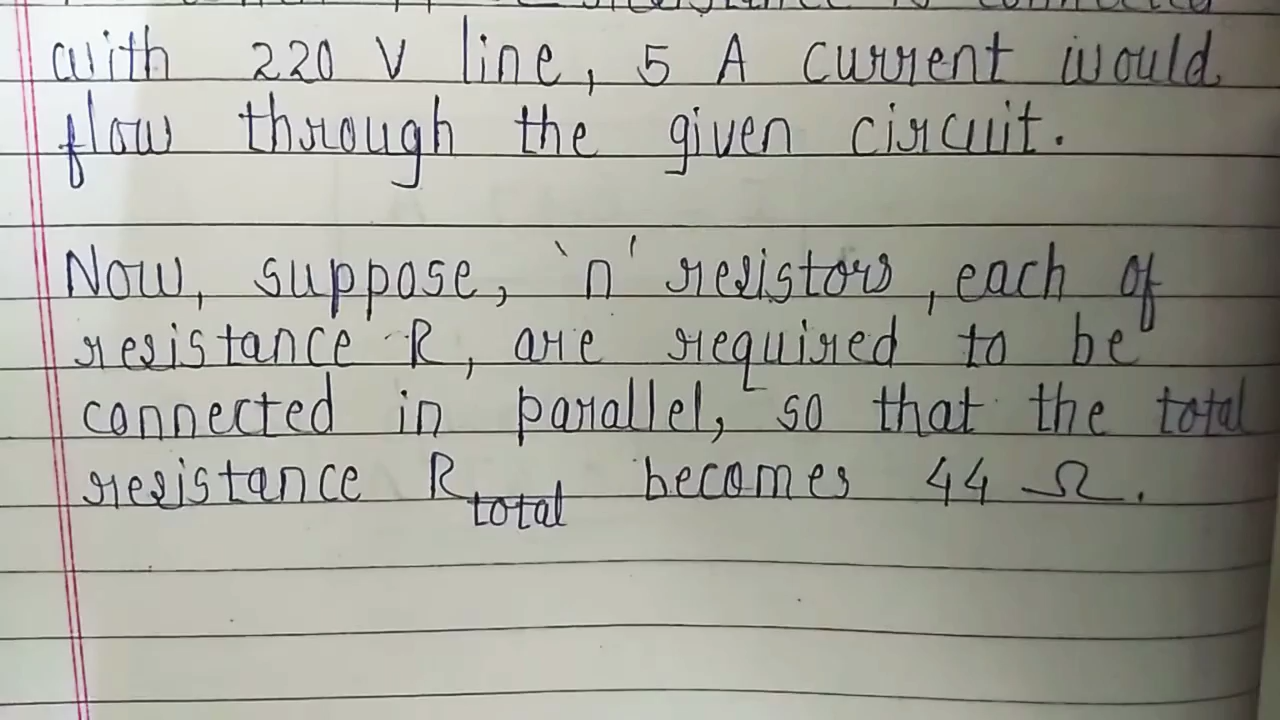 with 220 V line, 5 A current would
flow through the given circuit.
Now, suppose, 'n' resistors, each of
resistance R, are required to be
connected in parallel, so that the total
resistance R_total becomes 44 Ω.